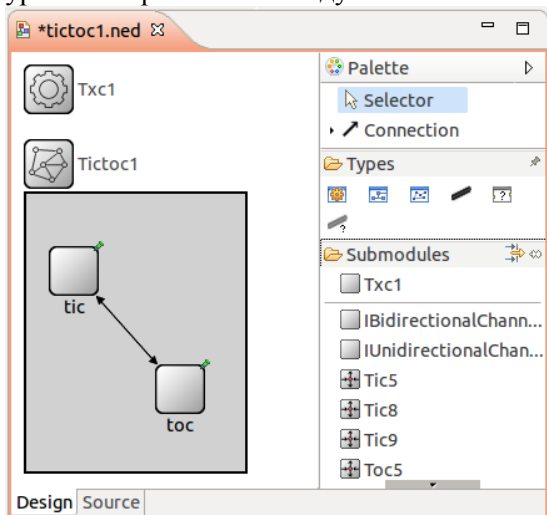 *tictoc1.ned
Txc1
Tictoc1
tic
toc
Design Source
Palette
Selector
Connection
Types
Submodules
Txc1
IBidirectionalChann...
IUnidirectionalChan...
Tic5
Tic8
Tic9
Toc5